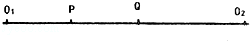 O₁ P Q O₂